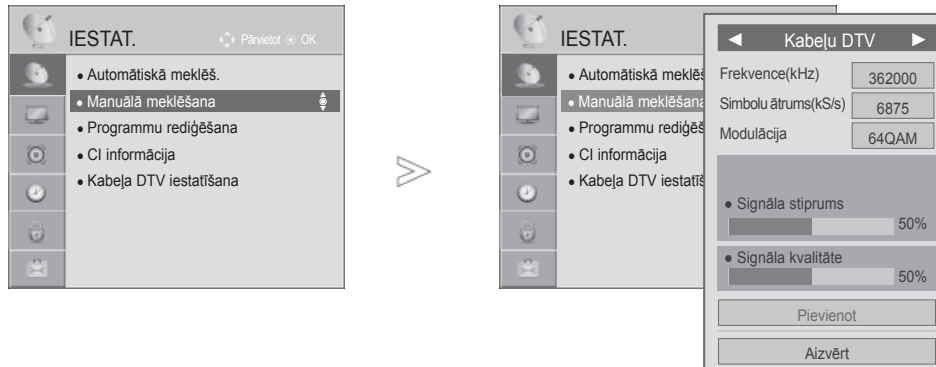 IESTAT.
Pārvietot OK
● Automātiskā meklēš.
● Manuālā meklēšana
● Programmu rediģēšana
● CI informācija
● Kabeļa DTV iestatīšana
IESTAT.
● Automātiskā meklēš
● Manuālā meklēšana
● Programmu rediģēš
● CI informācija
● Kabeļa DTV iestatīš
◄ Kabeļu DTV ►
Frekvence(kHz) 362000
Simbolu ātrums(kS/s) 6875
Modulācija 64QAM
● Signāla stiprums
50%
● Signāla kvalitāte
50%
Pievienot
Aizvērt